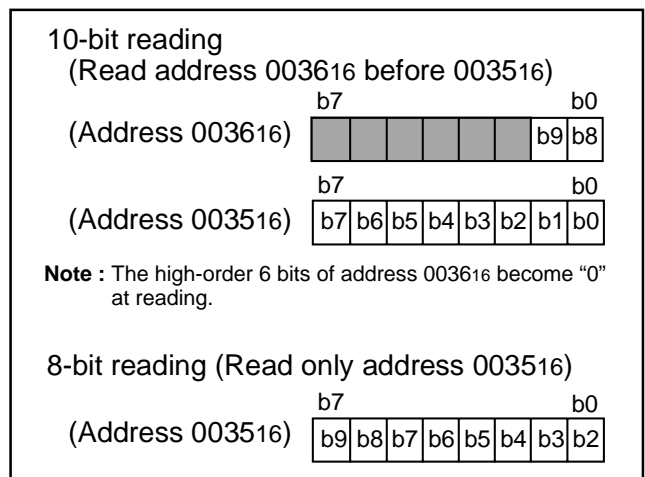 10-bit reading
(Read address 003616 before 003516)
b7 b0
(Address 003616) b9 b8
b7 b0
(Address 003516) b7 b6 b5 b4 b3 b2 b1 b0
Note : The high-order 6 bits of address 003616 become “0”
at reading.
8-bit reading (Read only address 003516)
b7 b0
(Address 003516) b9 b8 b7 b6 b5 b4 b3 b2